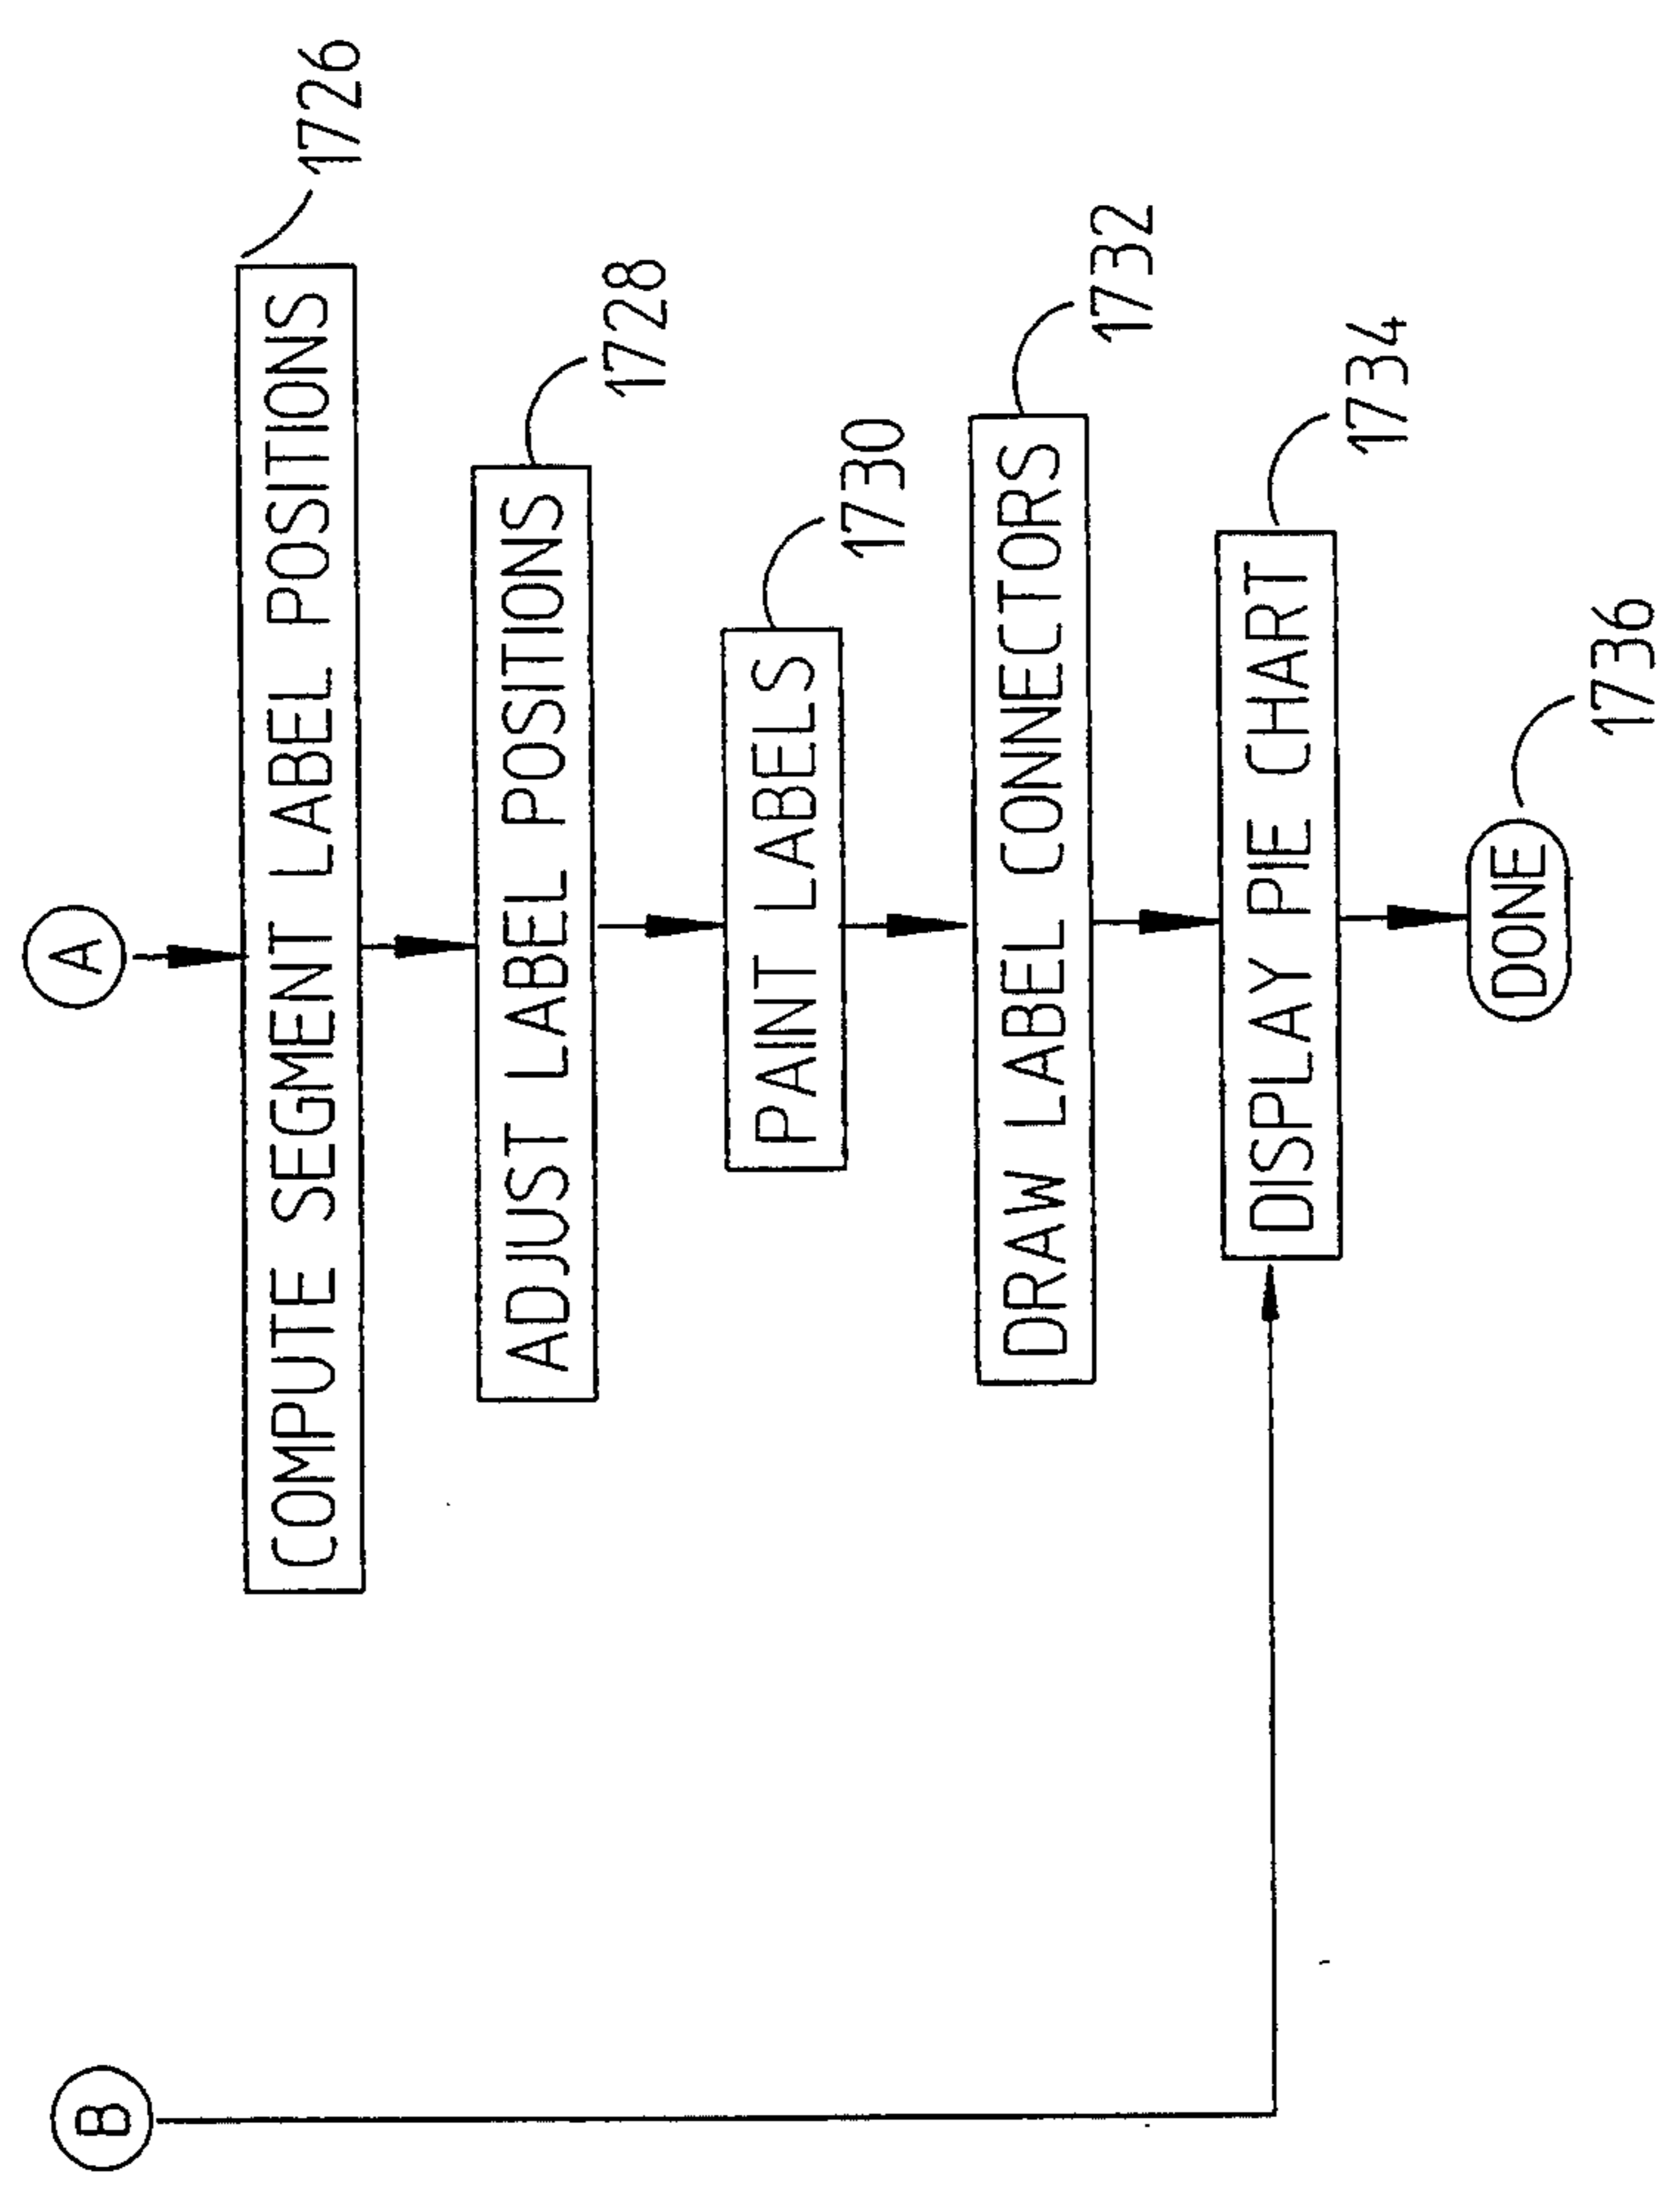 B
A
COMPUTE SEGMENT LABEL POSITIONS
1726
ADJUST LABEL POSITIONS
1728
PAINT LABELS
1730
DRAW LABEL CONNECTORS
1732
DISPLAY PIE CHART
1734
DONE
1736